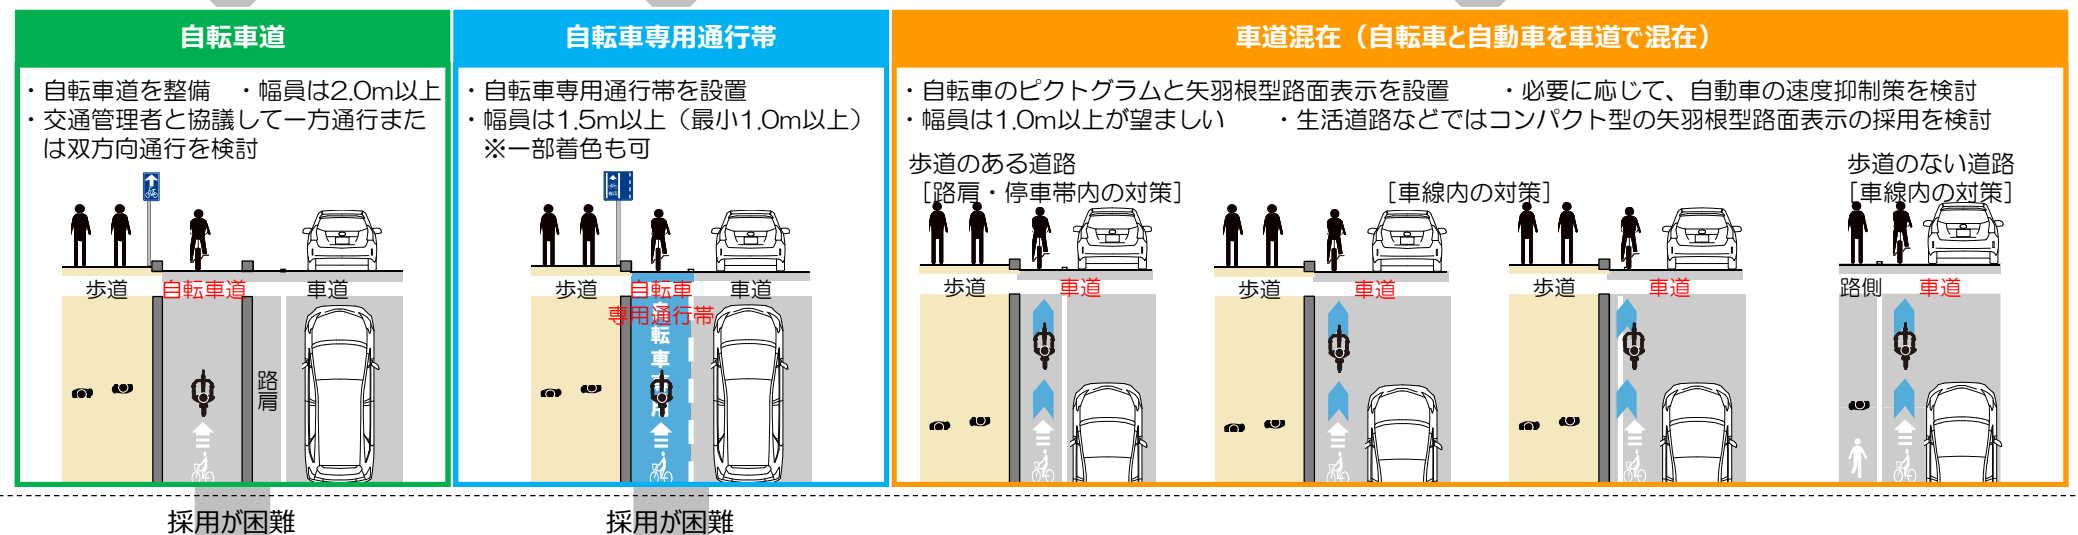 自転車道
・自転車道を整備　・幅員は2.0m以上
・交通管理者と協議して一方通行また
は双方向通行を検討
歩道
自転車道
車道
路肩
採用が困難
自転車専用通行帯
・自転車専用通行帯を設置
・幅員は1.5m以上（最小1.0m以上）
※一部着色も可
歩道
自転車
専用通行帯
車道
自転車専用
採用が困難
車道混在（自転車と自動車を車道で混在）
・自転車のピクトグラムと矢羽根型路面表示を設置　・必要に応じて、自動車の速度抑制策を検討
・幅員は1.0m以上が望ましい　・生活道路などではコンパクト型の矢羽根型路面表示の採用を検討
歩道のある道路
［路肩・停車帯内の対策］
［車線内の対策］
歩道のない道路
［車線内の対策］
歩道
車道
歩道
車道
歩道
車道
路側
車道